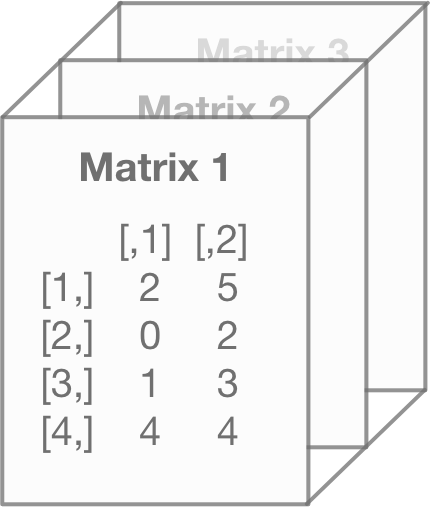 Matrix 3
Matrix 2
Matrix 1
[,1] [,2]
[1,] 2 5
[2,] 0 2
[3,] 1 3
[4,] 4 4